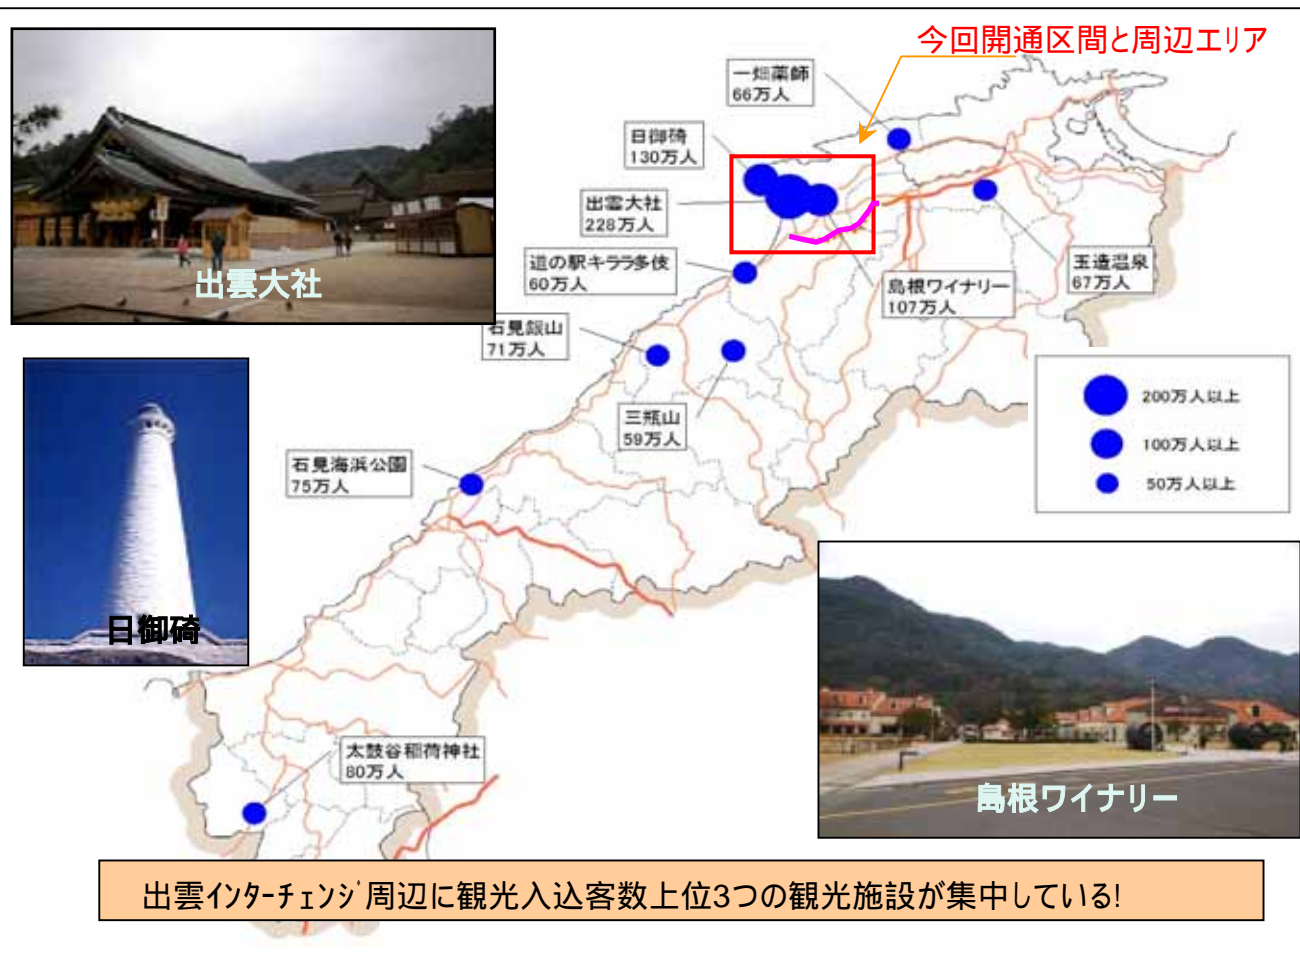 今回開通区間と周辺エリア
一畑薬師
66万人
日御碕
130万人
出雲大社
228万人
道の駅キララ多伎
60万人
石見銀山
71万人
玉造温泉
67万人
島根ワイナリー
107万人
三瓶山
59万人
石見海浜公園
75万人
太鼓谷稲荷神社
80万人
200万人以上
100万人以上
50万人以上
出雲大社
日御碕
島根ワイナリー
出雲ｲﾝﾀｰﾁｪﾝｼﾞ周辺に観光入込客数上位3つの観光施設が集中している!